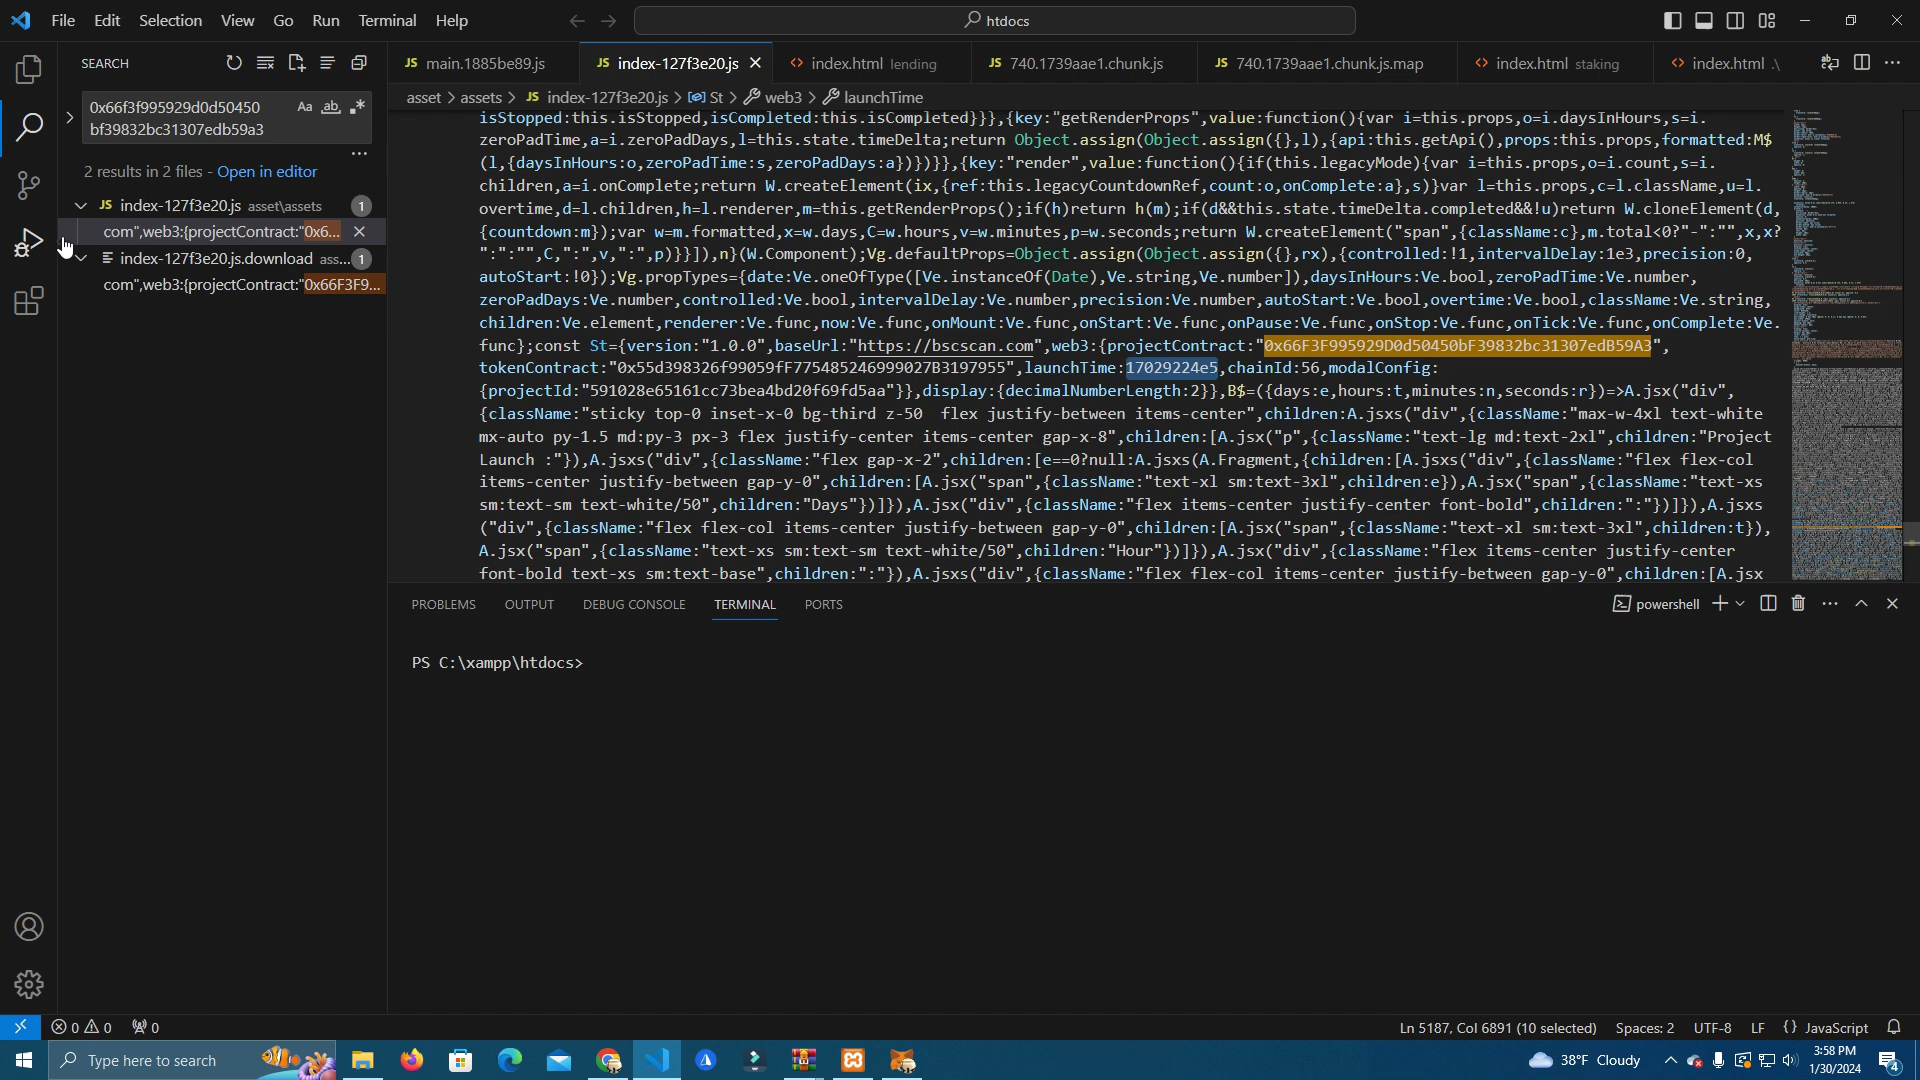 File Edit Selection View Go Run Terminal Help
htdocs
SEARCH
0x66f3f995929d0d50450
bf39832bc31307edb59a3
Aa ab
2 results in 2 files - Open in editor
JS index-127f3e20.js asset\assets 1
com",web3:{projectContract:"0x6...
index-127f3e20.js.download ass... 1
com",web3:{projectContract:"0x66F3F9...
JS main.1885be89.js
JS index-127f3e20.js
index.html lending
JS 740.1739aae1.chunk.js
JS 740.1739aae1.chunk.js.map
index.html staking
index.html .\
asset > assets > JS index-127f3e20.js > St > web3 > launchTime
isStopped:this.isStopped,isCompleted:this.isCompleted}}},{key:"getRenderProps",value:function(){var i=this.props,o=i.daysInHours,s=i.
zeroPadTime,a=i.zeroPadDays,l=this.state.timeDelta;return Object.assign(Object.assign({},l),{api:this.getApi(),props:this.props,formatted:M$
(l,{daysInHours:o,zeroPadTime:s,zeroPadDays:a})})}},{key:"render",value:function(){if(this.legacyMode){var i=this.props,o=i.count,s=i.
children,a=i.onComplete;return W.createElement(ix,{ref:this.legacyCountdownRef,count:o,onComplete:a},s)}var l=this.props,c=l.className,u=l.
overtime,d=l.children,h=l.renderer,m=this.getRenderProps();if(h)return h(m);if(d&&this.state.timeDelta.completed&&!u)return W.cloneElement(d,
{countdown:m});var w=m.formatted,x=w.days,C=w.hours,v=w.minutes,p=w.seconds;return W.createElement("span",{className:c},m.total<0?"-":"",x,x?
":":"",C,":",v,":",p)}}]),n}(W.Component);Vg.defaultProps=Object.assign(Object.assign({},rx),{controlled:!1,intervalDelay:1e3,precision:0,
autoStart:!0});Vg.propTypes={date:Ve.oneOfType([Ve.instanceOf(Date),Ve.string,Ve.number]),daysInHours:Ve.bool,zeroPadTime:Ve.number,
zeroPadDays:Ve.number,controlled:Ve.bool,intervalDelay:Ve.number,precision:Ve.number,autoStart:Ve.bool,overtime:Ve.bool,className:Ve.string,
children:Ve.element,renderer:Ve.func,now:Ve.func,onMount:Ve.func,onStart:Ve.func,onPause:Ve.func,onStop:Ve.func,onTick:Ve.func,onComplete:Ve.
func};const St={version:"1.0.0",baseUrl:"https://bscscan.com",web3:{projectContract:"0x66F3F995929D0d50450bF39832bc31307edB59A3",
tokenContract:"0x55d398326f99059fF775485246999027B3197955",launchTime:17029224e5,chainId:56,modalConfig:
{projectId:"591028e65161cc73bea4bd20f69fd5aa"}},display:{decimalNumberLength:2}},B$=({days:e,hours:t,minutes:n,seconds:r})=>A.jsx("div",
{className:"sticky top-0 inset-x-0 bg-third z-50  flex justify-between items-center",children:A.jsxs("div",{className:"max-w-4xl text-white
mx-auto py-1.5 md:py-3 px-3 flex justify-center items-center gap-x-8",children:[A.jsx("p",{className:"text-lg md:text-2xl",children:"Project
Launch :"}),A.jsxs("div",{className:"flex gap-x-2",children:[e==0?null:A.jsxs(A.Fragment,{children:[A.jsxs("div",{className:"flex flex-col
items-center justify-between gap-y-0",children:[A.jsx("span",{className:"text-xl sm:text-3xl",children:e}),A.jsx("span",{className:"text-xs
sm:text-sm text-white/50",children:"Days"})]}),A.jsx("div",{className:"flex items-center justify-center font-bold",children:":"})]}),A.jsxs
("div",{className:"flex flex-col items-center justify-between gap-y-0",children:[A.jsx("span",{className:"text-xl sm:text-3xl",children:t}),
A.jsx("span",{className:"text-xs sm:text-sm text-white/50",children:"Hour"})]}),A.jsx("div",{className:"flex items-center justify-center
font-bold text-xs sm:text-base",children:":"}),A.jsxs("div",{className:"flex flex-col items-center justify-between gap-y-0",children:[A.jsx
PROBLEMS OUTPUT DEBUG CONSOLE TERMINAL PORTS
powershell
PS C:\xampp\htdocs>
0 0 0
Ln 5187, Col 6891 (10 selected) Spaces: 2 UTF-8 LF {} JavaScript
Type here to search
38°F Cloudy
3:58 PM
1/30/2024
4